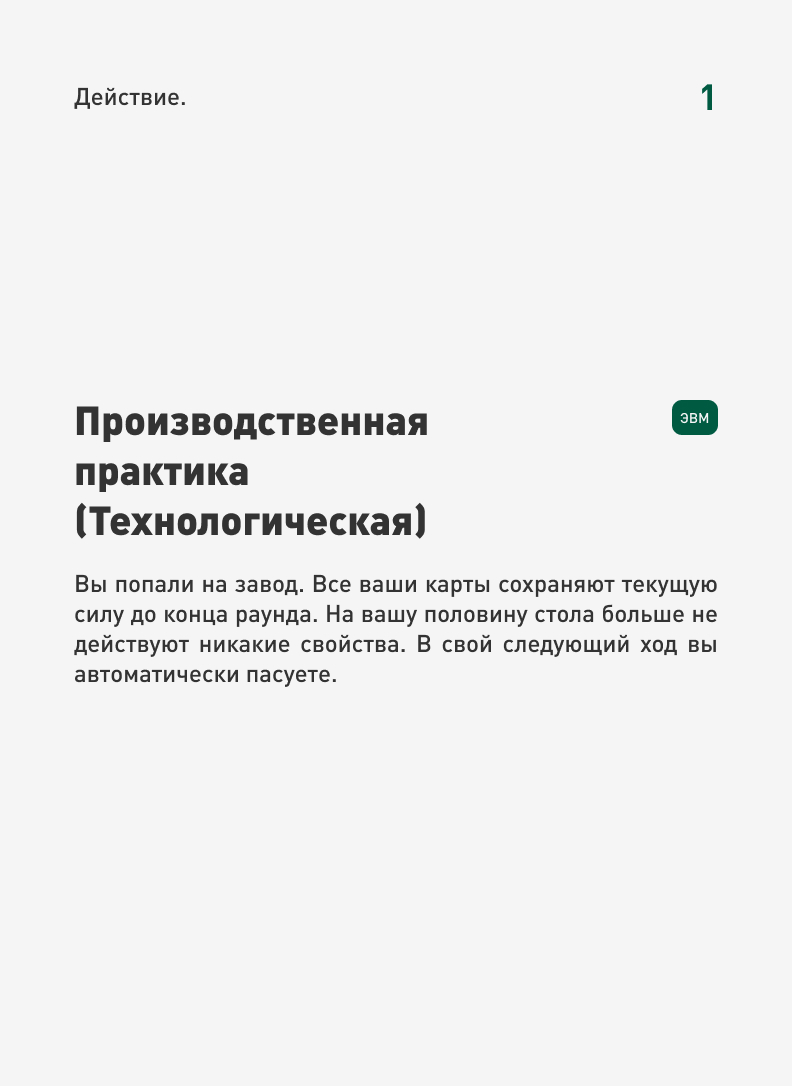 Действие.
1
Производственная
ЭВМ
практика
(Технологическая)
Вы попали на завод. Все ваши карты сохраняют текущую
силу до конца раунда. На вашу половину стола больше не
действуют никакие свойства. В свой следующий ход вы
автоматически пасуете.